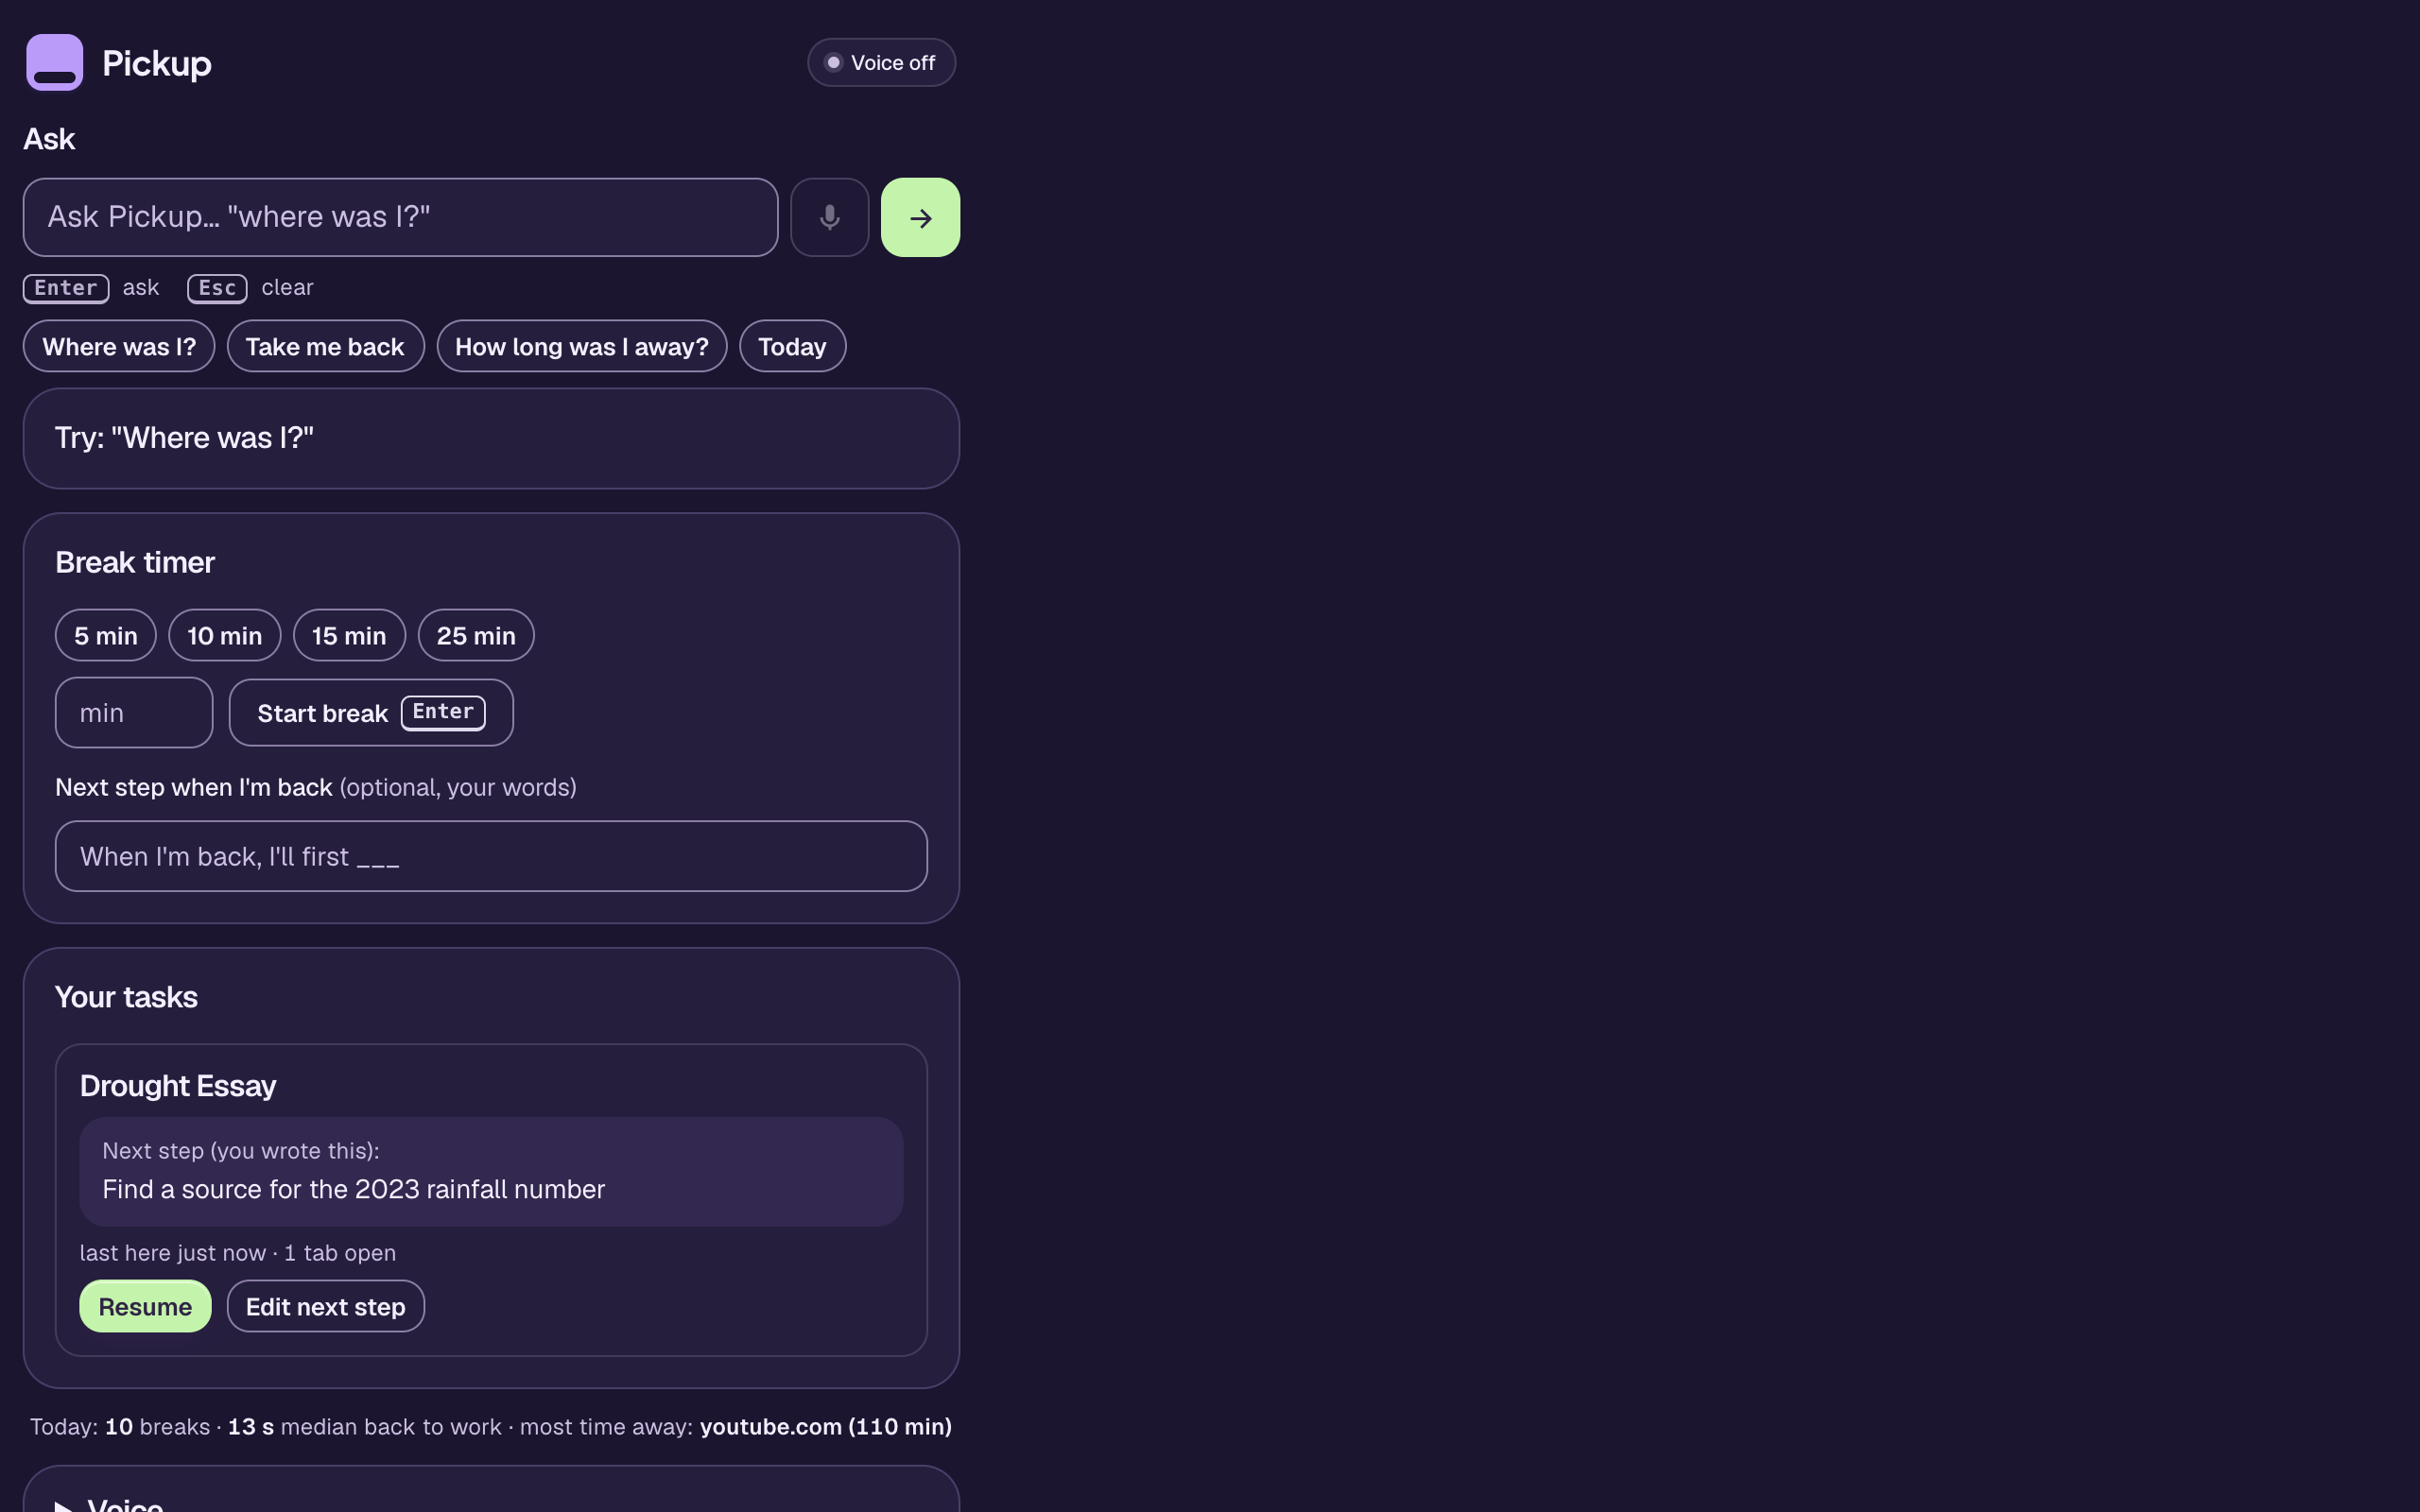 Pickup
Voice off
Ask
Ask Pickup... "where was I?"
Enter ask Esc clear
Where was I? Take me back How long was I away? Today
Try: "Where was I?"
Break timer
5 min 10 min 15 min 25 min
min Start break Enter
Next step when I'm back (optional, your words)
When I'm back, I'll first ___
Your tasks
Drought Essay
Next step (you wrote this):
Find a source for the 2023 rainfall number
last here just now · 1 tab open
Resume Edit next step
Today: 10 breaks · 13 s median back to work · most time away: youtube.com (110 min)
Voice